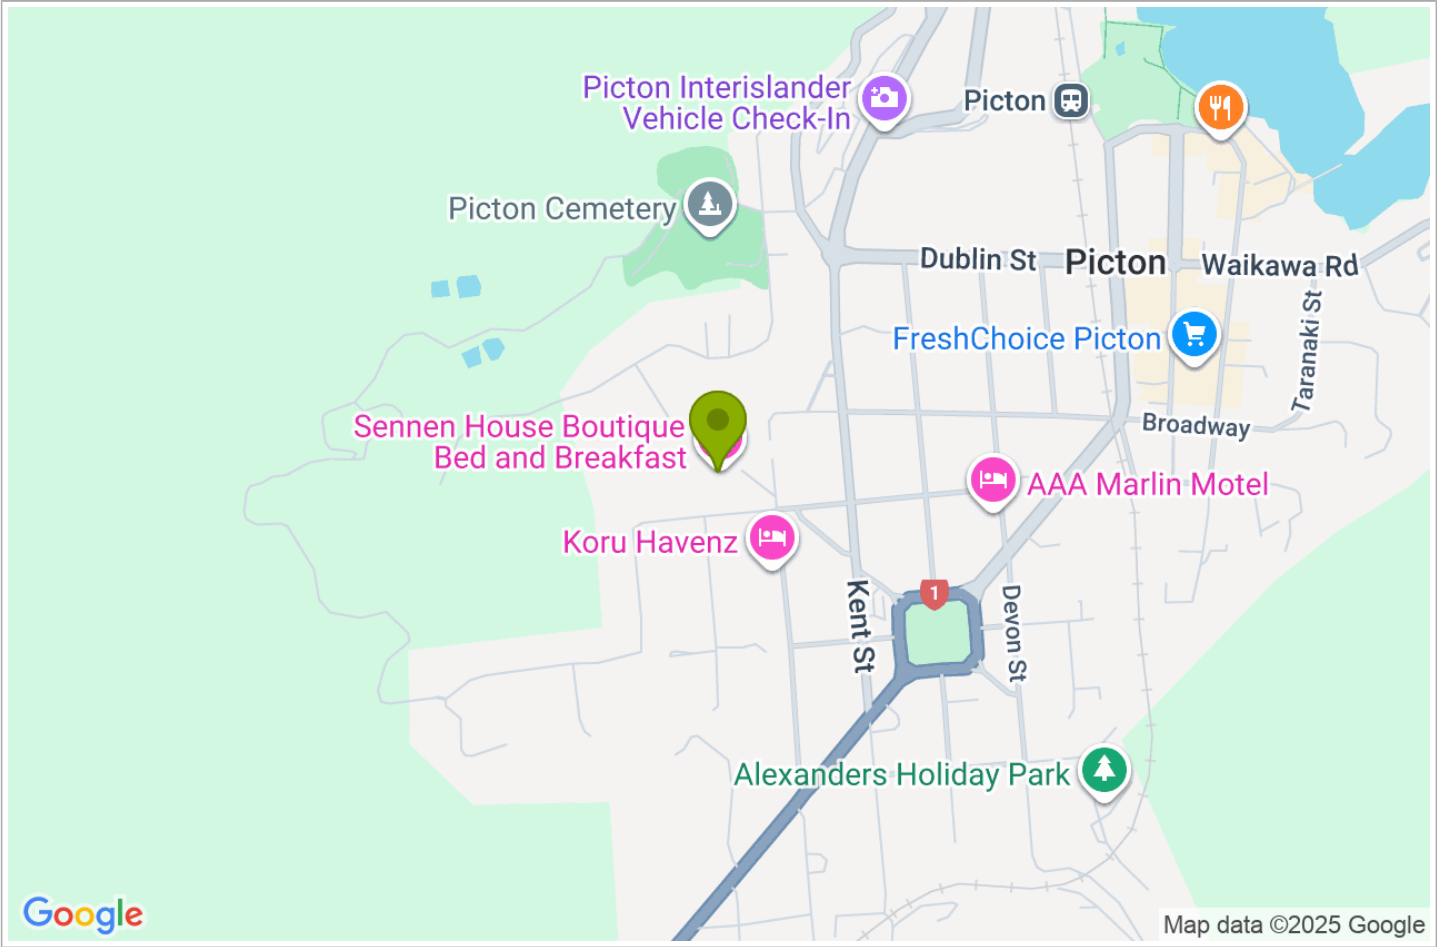 Picton Interislander
Vehicle Check-In
Picton
Picton Cemetery
Dublin St
Picton
Waikawa Rd
FreshChoice Picton
Taranaki St
Broadway
Sennen House Boutique
Bed and Breakfast
AAA Marlin Motel
Koru Havenz
1
Kent St
Devon St
Alexanders Holiday Park
Google
Map data ©2025 Google